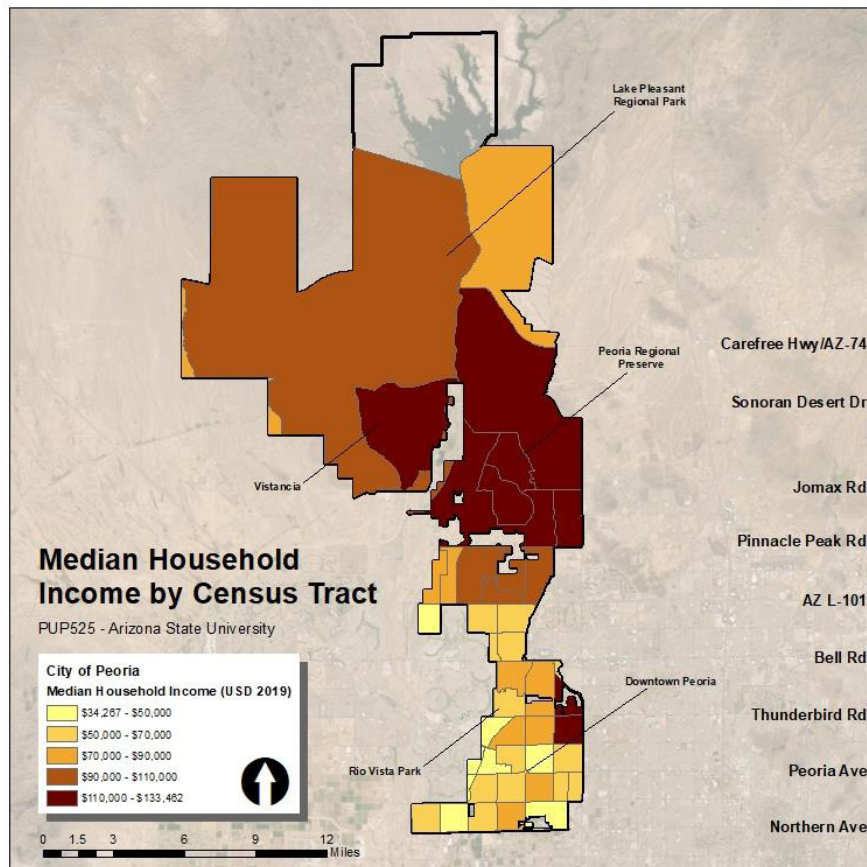 Lake Pleasant
Regional Park
Carefree Hwy/AZ-74
Peoria Regional
Preserve
Sonoran Desert Dr
Vistancia
Jomax Rd
Pinnacle Peak Rd
Median Household
Income by Census Tract
PUP525 - Arizona State University
AZ L-101
Bell Rd
City of Peoria
Median Household Income (USD 2019)
$34,267 - $50,000
$50,000 - $70,000
$70,000 - $90,000
$90,000 - $110,000
$110,000 - $133,462
Downtown Peoria
Thunderbird Rd
Rio Vista Park
Peoria Ave
Northern Ave
0 1.5 3 6 9 12
Miles